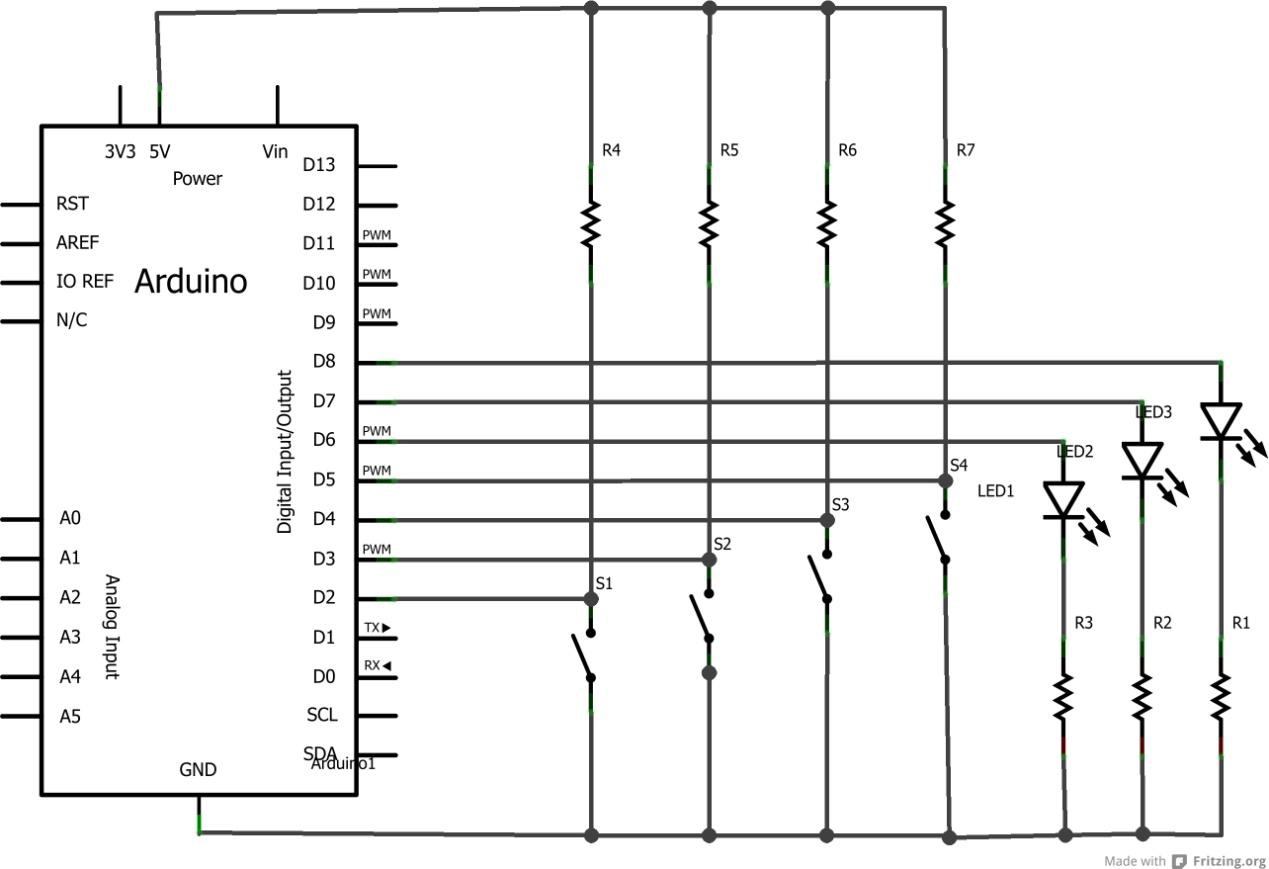 3V3 5V Vin
Power
RST
AREF
IO REF
N/C
Arduino
D13
D12
D11 PWM
D10 PWM
D9 PWM
D8
D7
D6 PWM
D5 PWM
D4
D3 PWM
D2
D1 TX
D0 RX
SCL
SDA
Arduino1
Digital Input/Output
A0
A1
A2
A3
A4
A5
Analog Input
GND
R4 R5 R6 R7
LED3
LED2
LED1
S4
S3
S2
S1
R3 R2 R1
Made with Fritzing.org